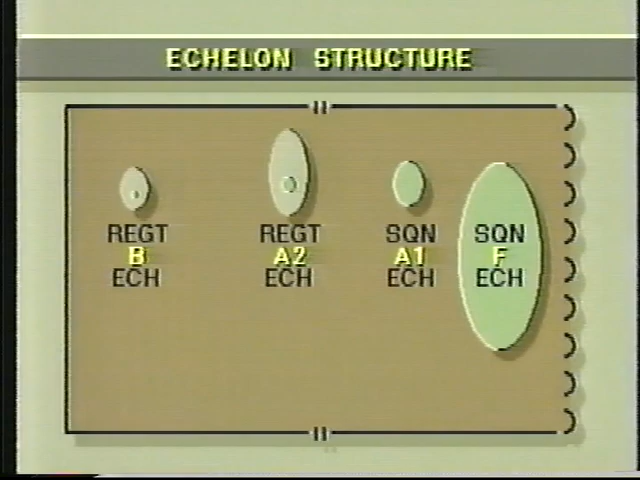 ECHELON STRUCTURE
REGT
B
ECH
REGT
A2
ECH
SQN
A1
ECH
SQN
F
ECH